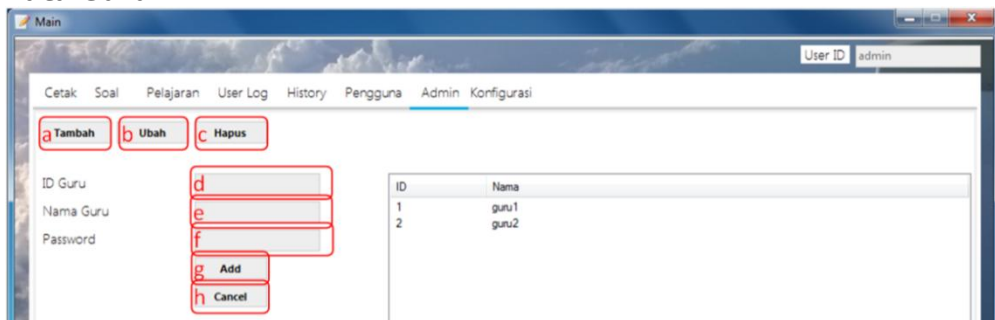 Main
User ID admin
Cetak Soal Pelajaran User Log History Pengguna Admin Konfigurasi
a Tambah b Ubah c Hapus
ID Guru d
Nama Guru e
Password f
g Add
h Cancel
ID Nama
1 guru1
2 guru2